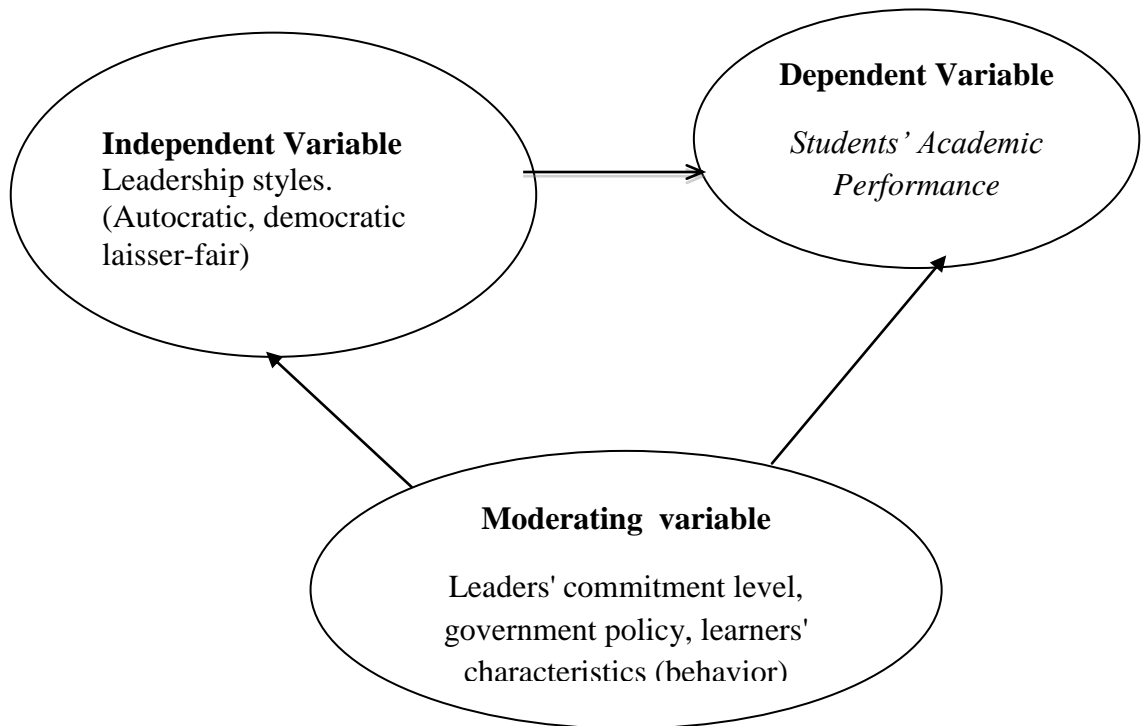 Independent Variable
Leadership styles.
(Autocratic, democratic
laisser-fair)
Dependent Variable
Students’ Academic
Performance
Moderating variable
Leaders' commitment level,
government policy, learners'
characteristics (behavior)